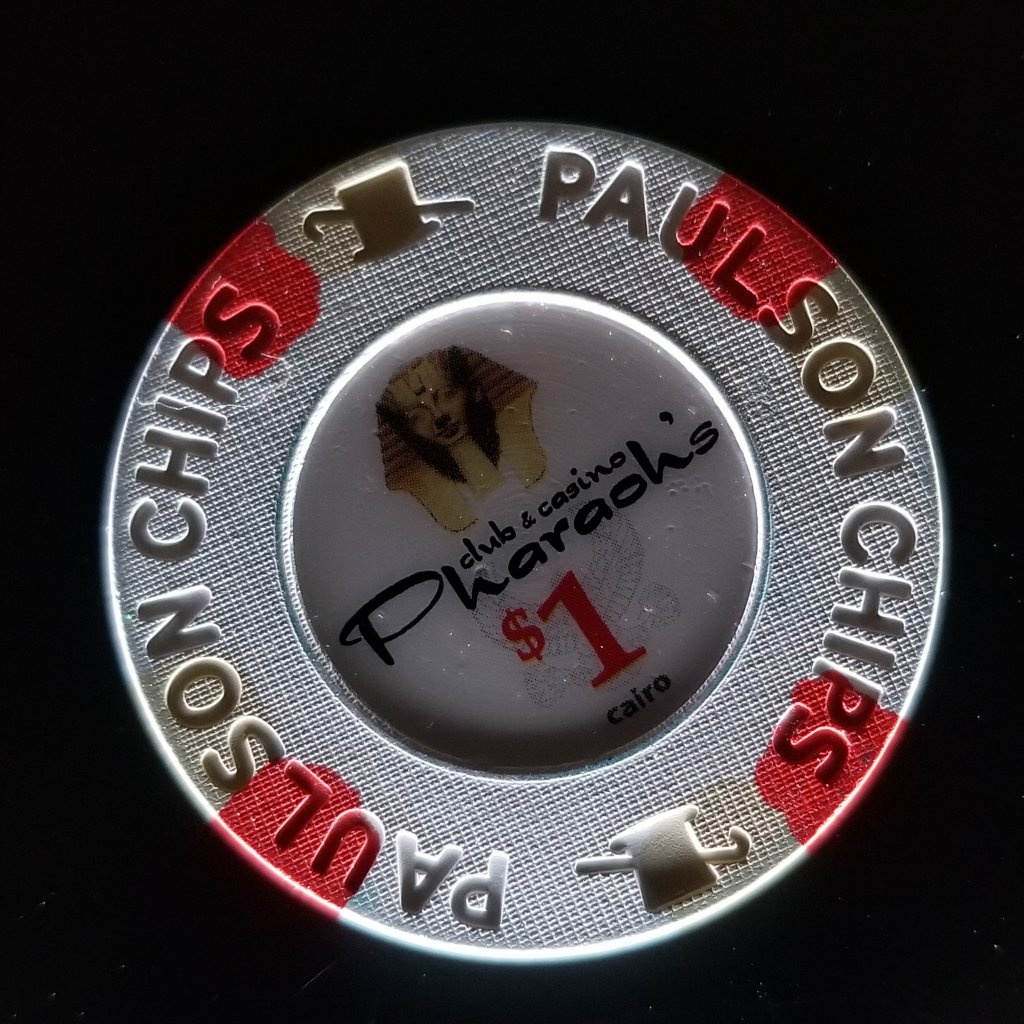 PAULSON CHIPS
PAULSON CHIPS
club & casino
Pharaoh's
$1
cairo